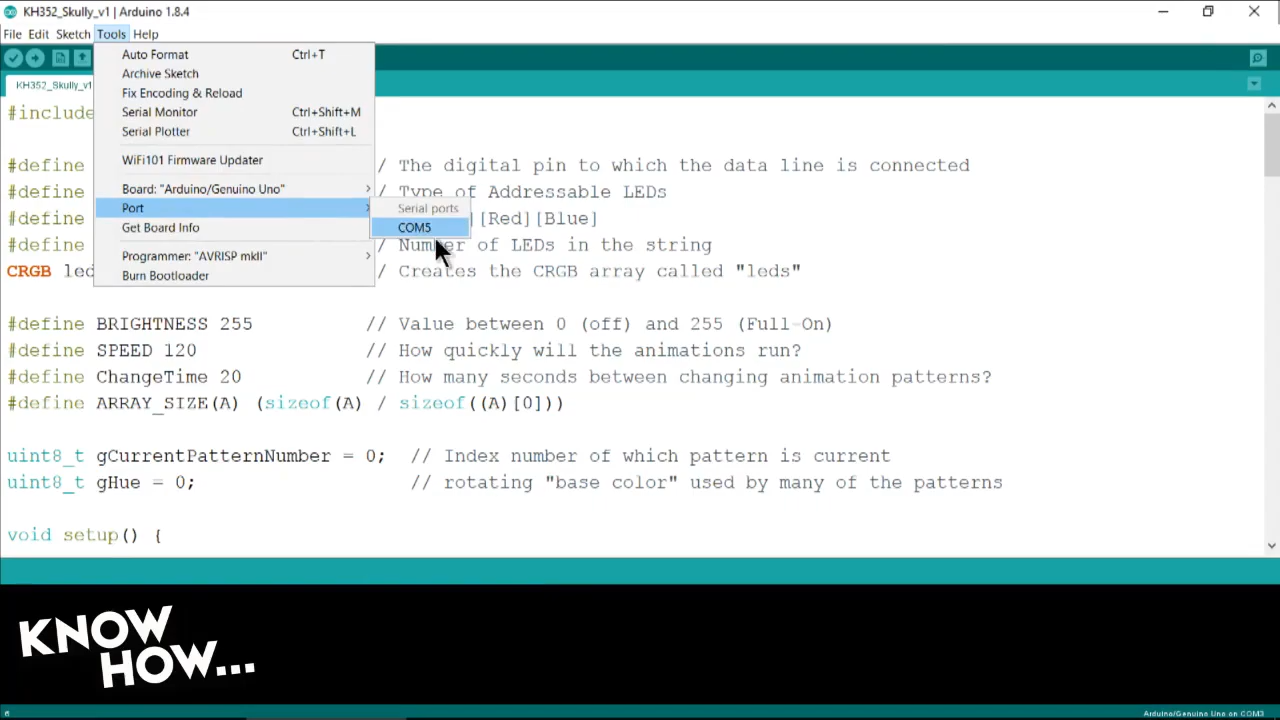 KH352_Skully_v1 | Arduino 1.8.4
File Edit Sketch Tools Help
KH352_Skully_v1
Auto Format Ctrl+T
Archive Sketch
Fix Encoding & Reload
Serial Monitor Ctrl+Shift+M
Serial Plotter Ctrl+Shift+L
WiFi101 Firmware Updater
Board: "Arduino/Genuino Uno"
Port
Get Board Info
Programmer: "AVRISP mkII"
Burn Bootloader
Serial ports
COM5
#include
#define / The digital pin to which the data line is connected
#define / Type of Addressable LEDs
#define ][Red][Blue]
#define / Number of LEDs in the string
CRGB led / Creates the CRGB array called "leds"
#define BRIGHTNESS 255 // Value between 0 (off) and 255 (Full-On)
#define SPEED 120 // How quickly will the animations run?
#define ChangeTime 20 // How many seconds between changing animation patterns?
#define ARRAY_SIZE(A) (sizeof(A) / sizeof((A)[0]))
uint8_t gCurrentPatternNumber = 0; // Index number of which pattern is current
uint8_t gHue = 0; // rotating "base color" used by many of the patterns
void setup() {
KNOW
HOW...
6 Arduino/Genuino Uno on COM3